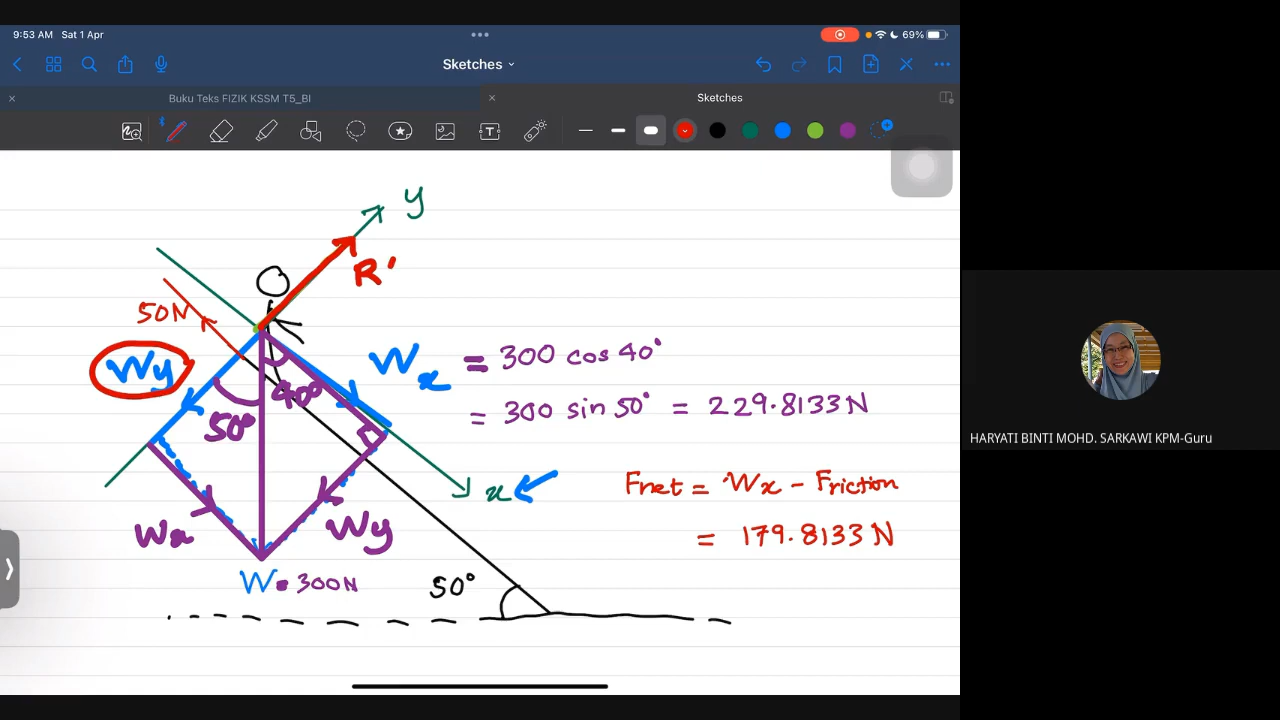 9:53 AM Sat 1 Apr
69%
Sketches
Buku Teks FIZIK KSSM T5_BI
Sketches
y
R'
50N
Wy
Wx
= 300 cos 40°
40°
50°
= 300 sin 50° = 229.8133 N
x
Fnet = Wx - Friction
Wx
Wy
= 179.8133 N
W = 300N
50°
HARYATI BINTI MOHD. SARKAWI KPM-Guru